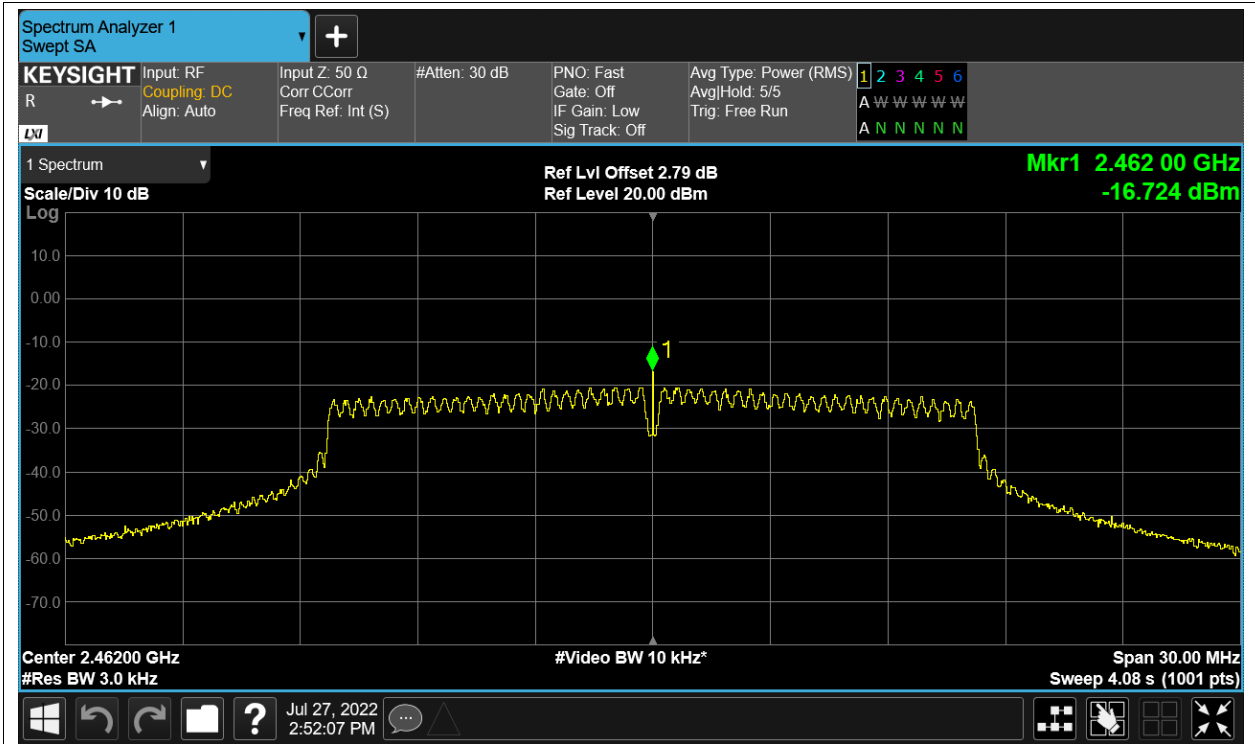 Spectrum Analyzer 1
Swept SA
KEYSIGHT
R
LXI
Input: RF
Coupling: DC
Align: Auto
Input Z: 50 Ω
Corr CCorr
Freq Ref: Int (S)
#Atten: 30 dB
PNO: Fast
Gate: Off
IF Gain: Low
Sig Track: Off
Avg Type: Power (RMS)
Avg|Hold: 5/5
Trig: Free Run
1 2 3 4 5 6
A W W W W W
A N N N N N
1 Spectrum
Scale/Div 10 dB
Log
Ref Lvl Offset 2.79 dB
Ref Level 20.00 dBm
Mkr1 2.462 00 GHz
-16.724 dBm
10.0
0.00
-10.0
1
-20.0
-30.0
-40.0
-50.0
-60.0
-70.0
Center 2.46200 GHz
#Res BW 3.0 kHz
#Video BW 10 kHz*
Span 30.00 MHz
Sweep 4.08 s (1001 pts)
?
Jul 27, 2022
2:52:07 PM